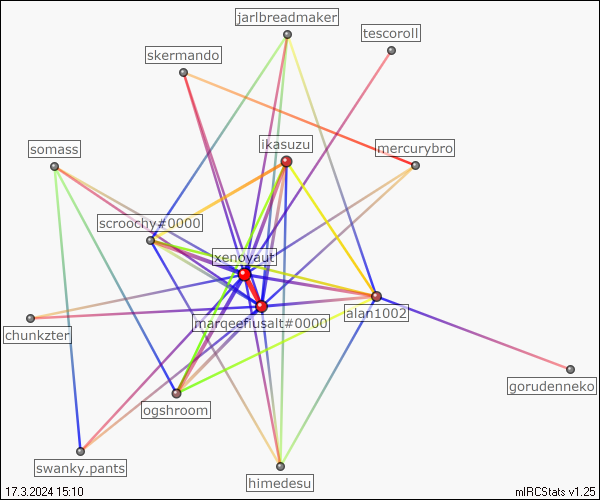 jarlbreadmaker
tescoroll
skermando
ikasuzu
mercurybro
somass
scroochy#0000
xenoyaut
marqeefiusalt#0000
alan1002
chunkzter
gorudenneko
ogshroom
swanky.pants
himedesu
17.3.2024 15:10
mIRCStats v1.25